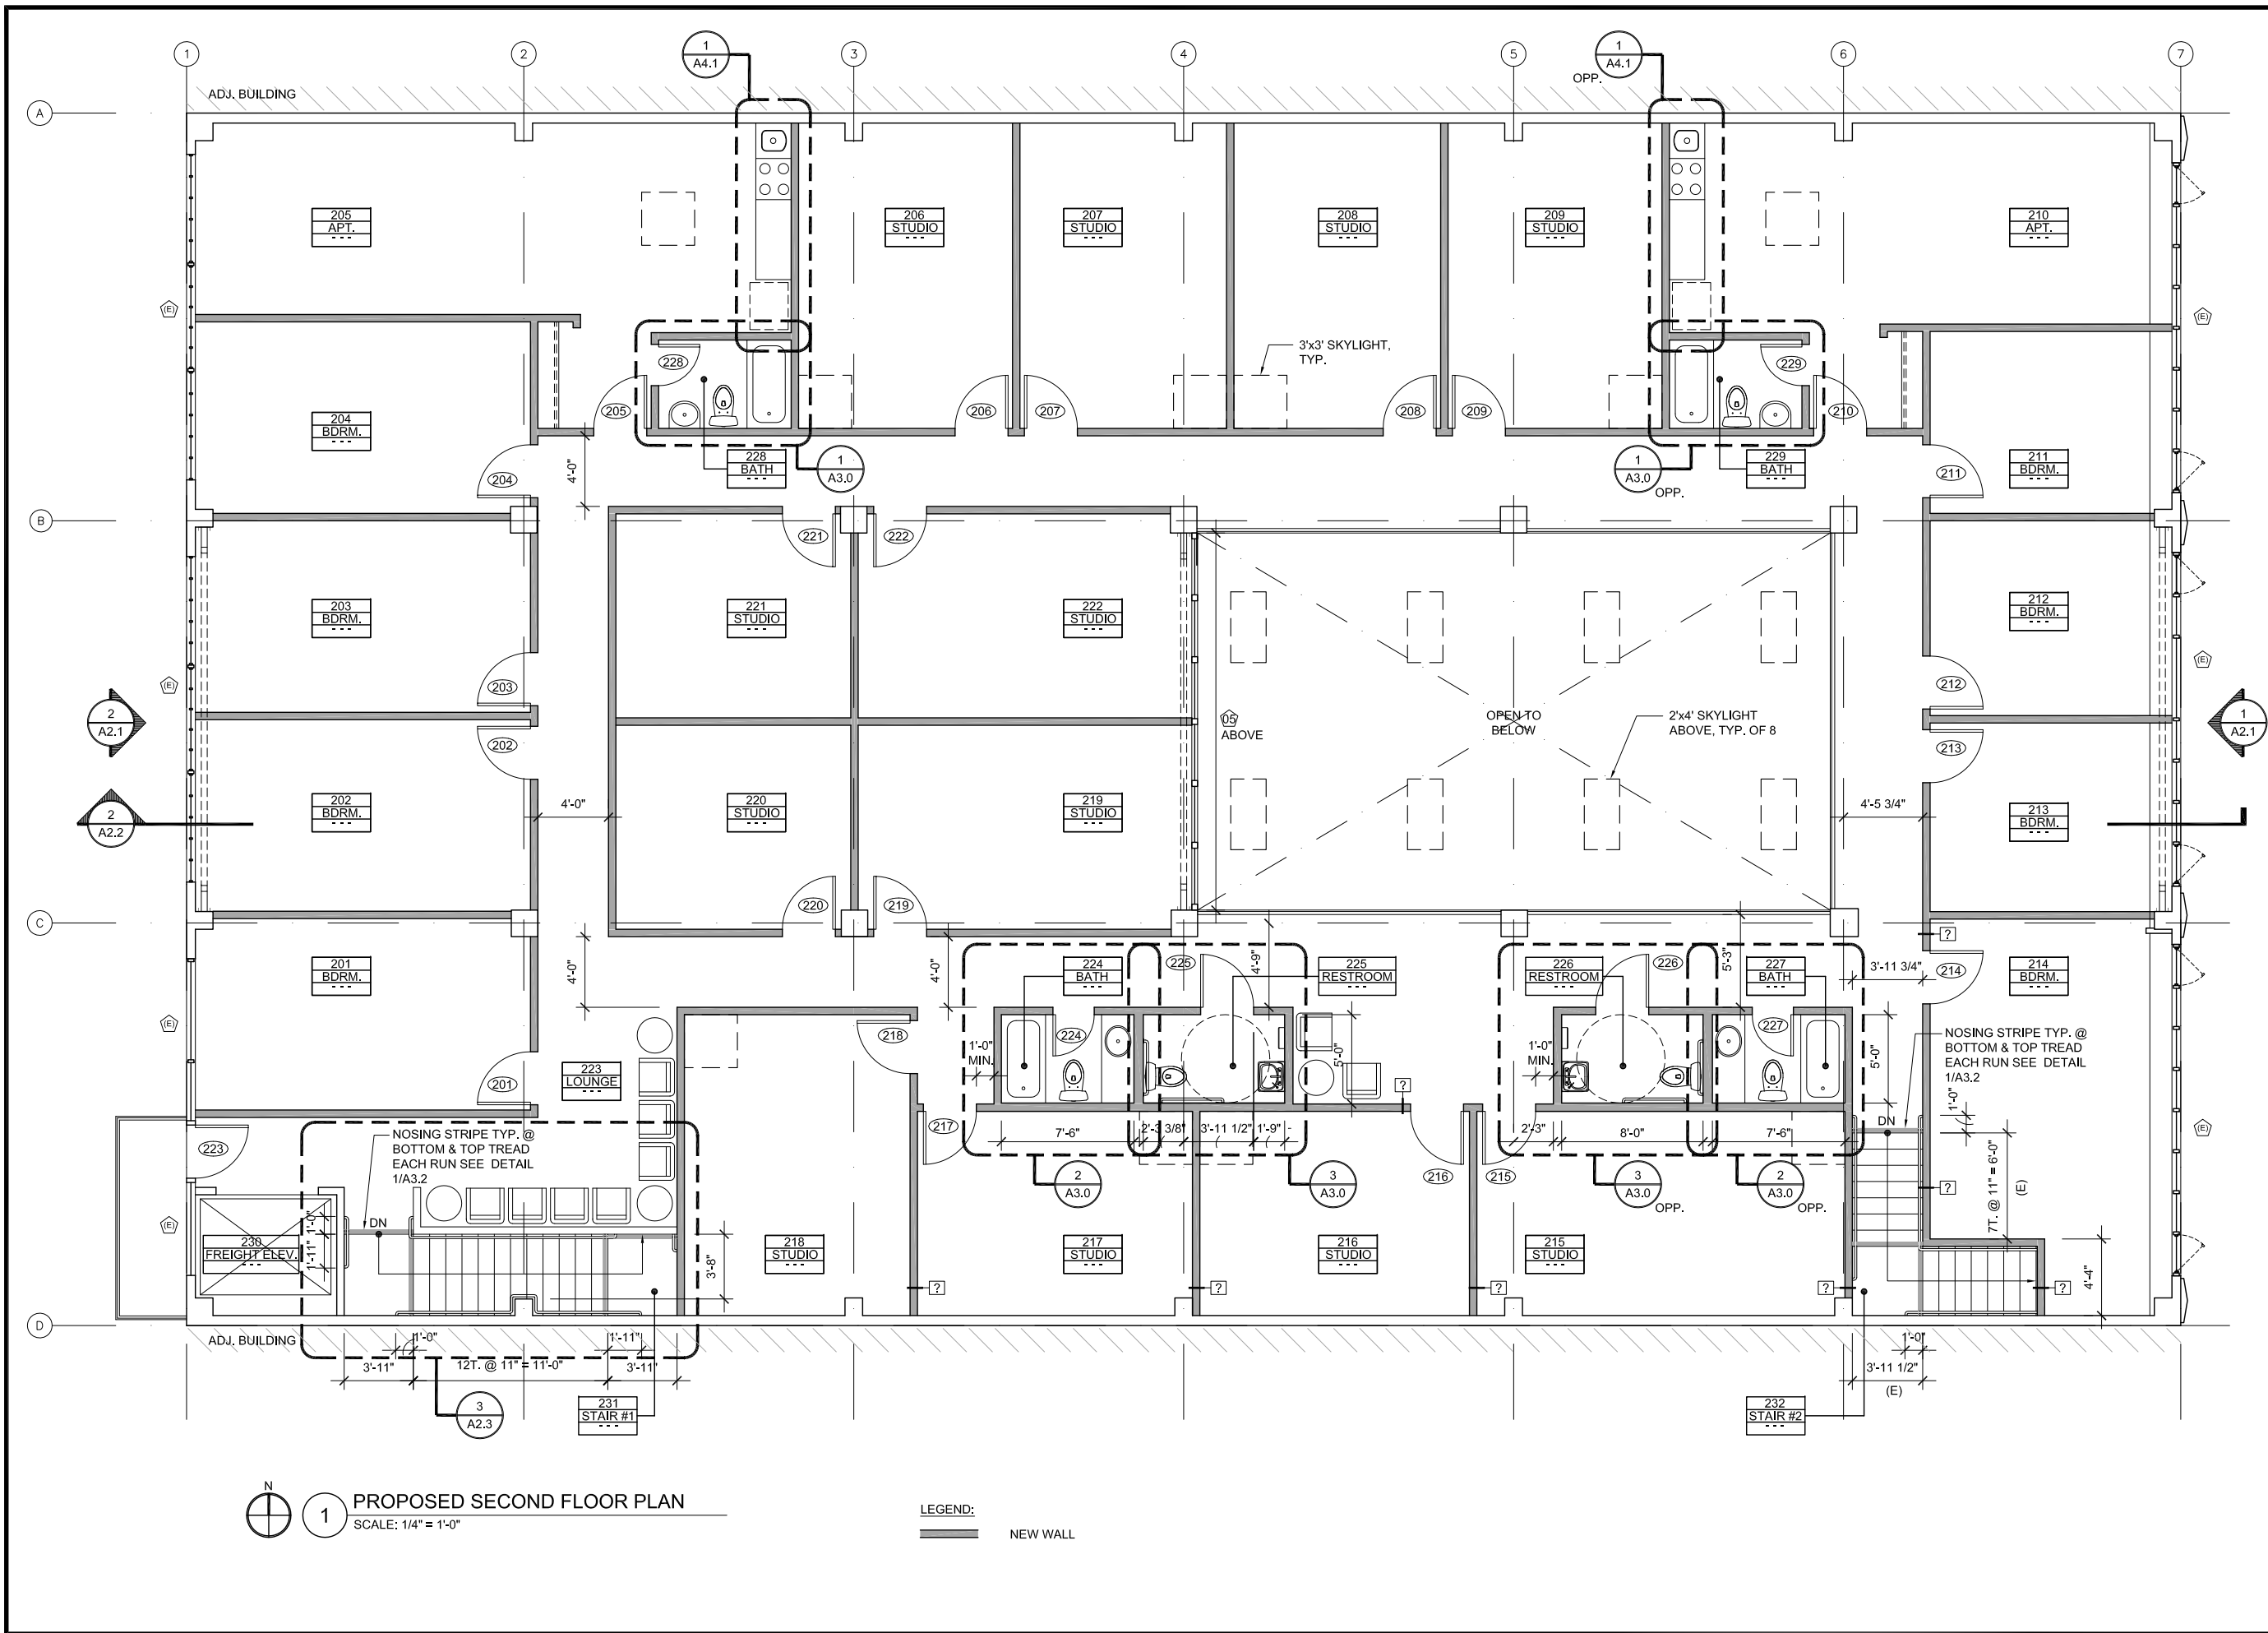 1
2
3
4
5
6
7
1
A4.1
1
A4.1
OPP.
ADJ. BUILDING
A
205
APT.
---
206
STUDIO
---
207
STUDIO
---
208
STUDIO
---
209
STUDIO
---
210
APT.
---
(E)
(E)
3'x3' SKYLIGHT,
TYP.
228
229
204
BDRM.
---
205
206
207
208
209
210
228
BATH
---
1
A3.0
1
A3.0
OPP.
229
BATH
---
211
BDRM.
---
204
4'-0"
211
B
221
222
203
BDRM.
---
221
STUDIO
---
222
STUDIO
---
212
BDRM.
---
(E)
(E)
203
212
2
A2.1
05
ABOVE
OPEN TO
BELOW
2'x4' SKYLIGHT
ABOVE, TYP. OF 8
1
A2.1
202
213
202
BDRM.
---
4'-0"
220
STUDIO
---
219
STUDIO
---
4'-5 3/4"
213
BDRM.
---
2
A2.2
220
219
C
?
201
BDRM.
---
4'-0"
4'-0"
224
BATH
---
225
4'-9"
225
RESTROOM
---
226
RESTROOM
---
226
5'-3"
227
BATH
---
3'-11 3/4"
214
214
BDRM.
---
(E)
218
1'-0"
MIN.
224
5'-0"
1'-0"
MIN.
227
5'-0"
NOSING STRIPE TYP. @
BOTTOM & TOP TREAD
EACH RUN SEE DETAIL
1/A3.2
201
223
LOUNGE
---
?
1'-0"
223
NOSING STRIPE TYP. @
BOTTOM & TOP TREAD
EACH RUN SEE DETAIL
1/A3.2
217
7'-6"
2'-3 3/8"
3'-11 1/2"
1'-9"
2'-3"
8'-0"
7'-6"
DN
(E)
2
A3.0
3
A3.0
216
215
3
A3.0
OPP.
2
A3.0
OPP.
?
7T. @ 11" = 6'-0"
(E)
(E)
1'-0"
DN
1'-11"
230
FREIGHT ELEV.
---
3'-8"
218
STUDIO
---
217
STUDIO
---
216
STUDIO
---
215
STUDIO
---
?
?
?
?
?
4'-4"
D
ADJ. BUILDING
1'-0"
1'-11"
3'-11"
12T. @ 11" = 11'-0"
3'-11"
1'-0"
3'-11 1/2"
(E)
3
A2.3
231
STAIR #1
---
232
STAIR #2
---
N
1
PROPOSED SECOND FLOOR PLAN
SCALE: 1/4" = 1'-0"
LEGEND:
NEW WALL